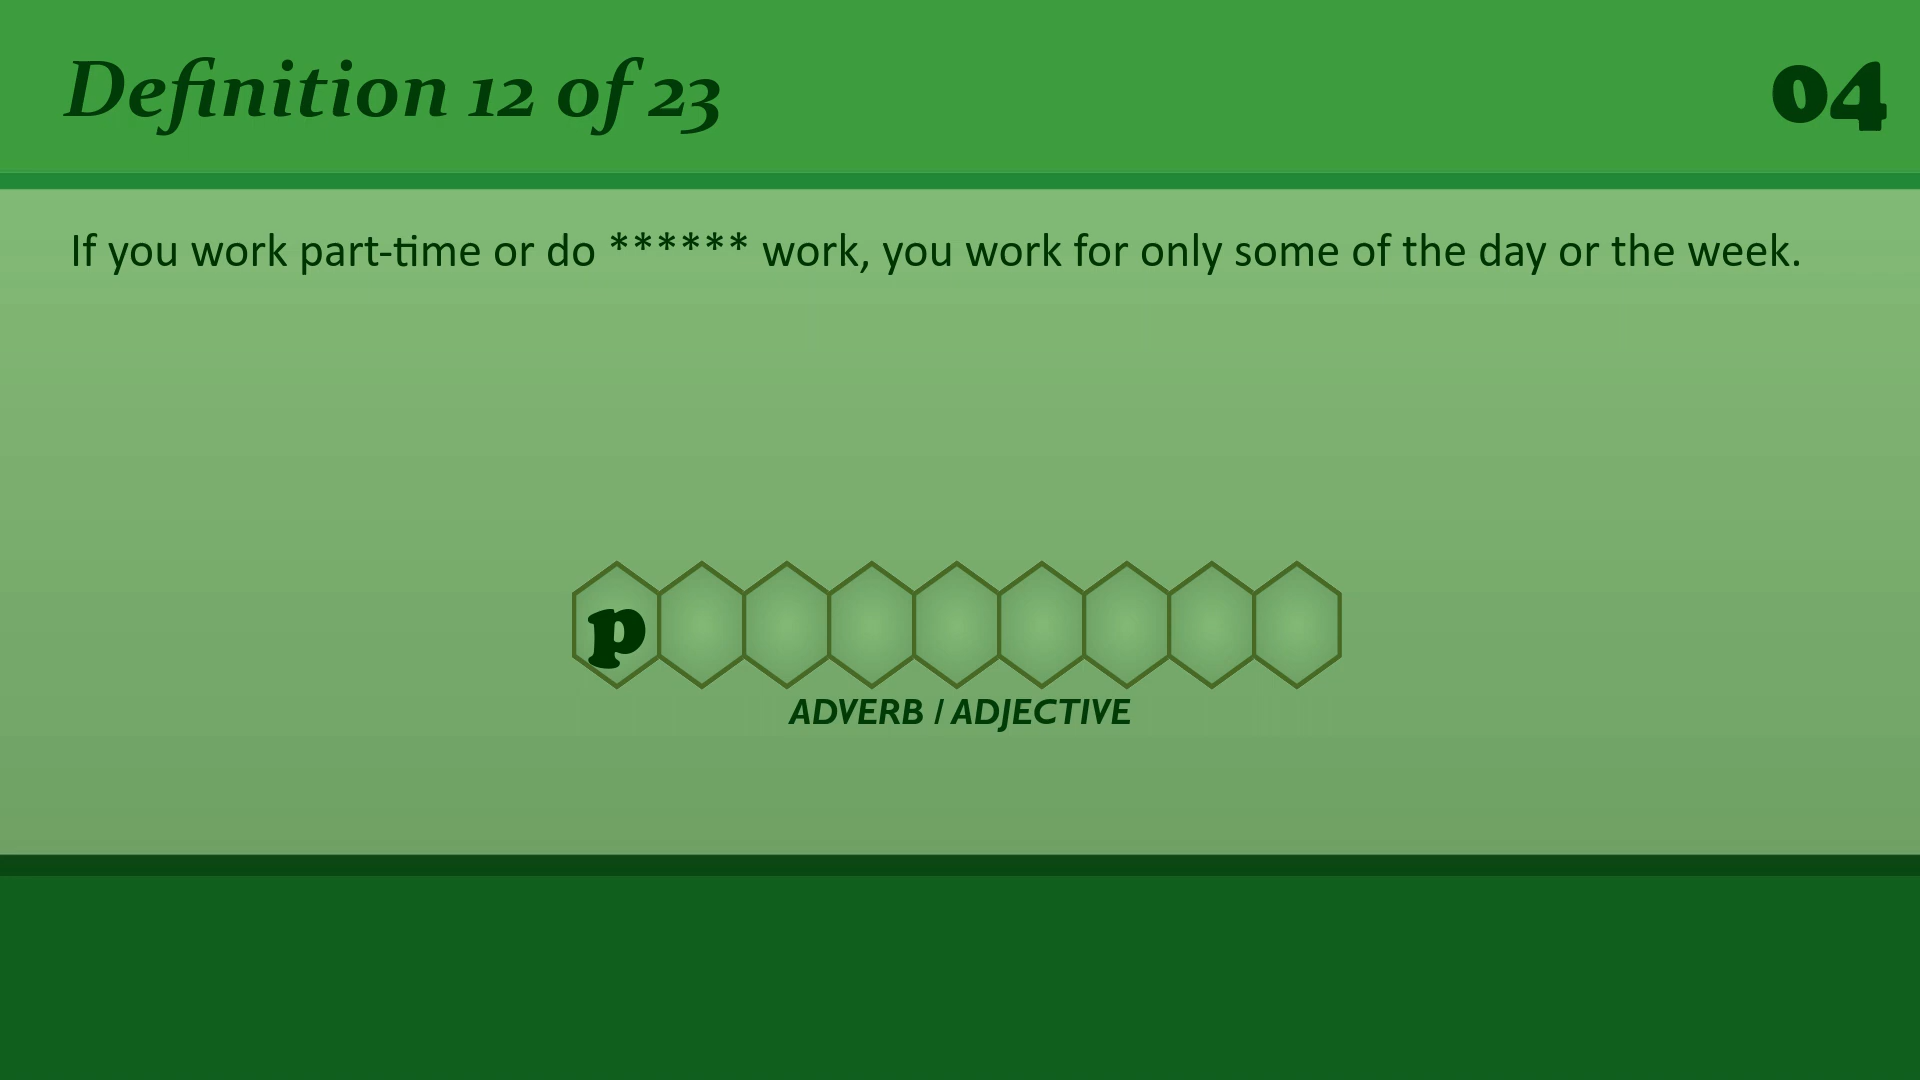 Definition 12 of 23
04
If you work part-time or do ****** work, you work for only some of the day or the week.
p
ADVERB / ADJECTIVE